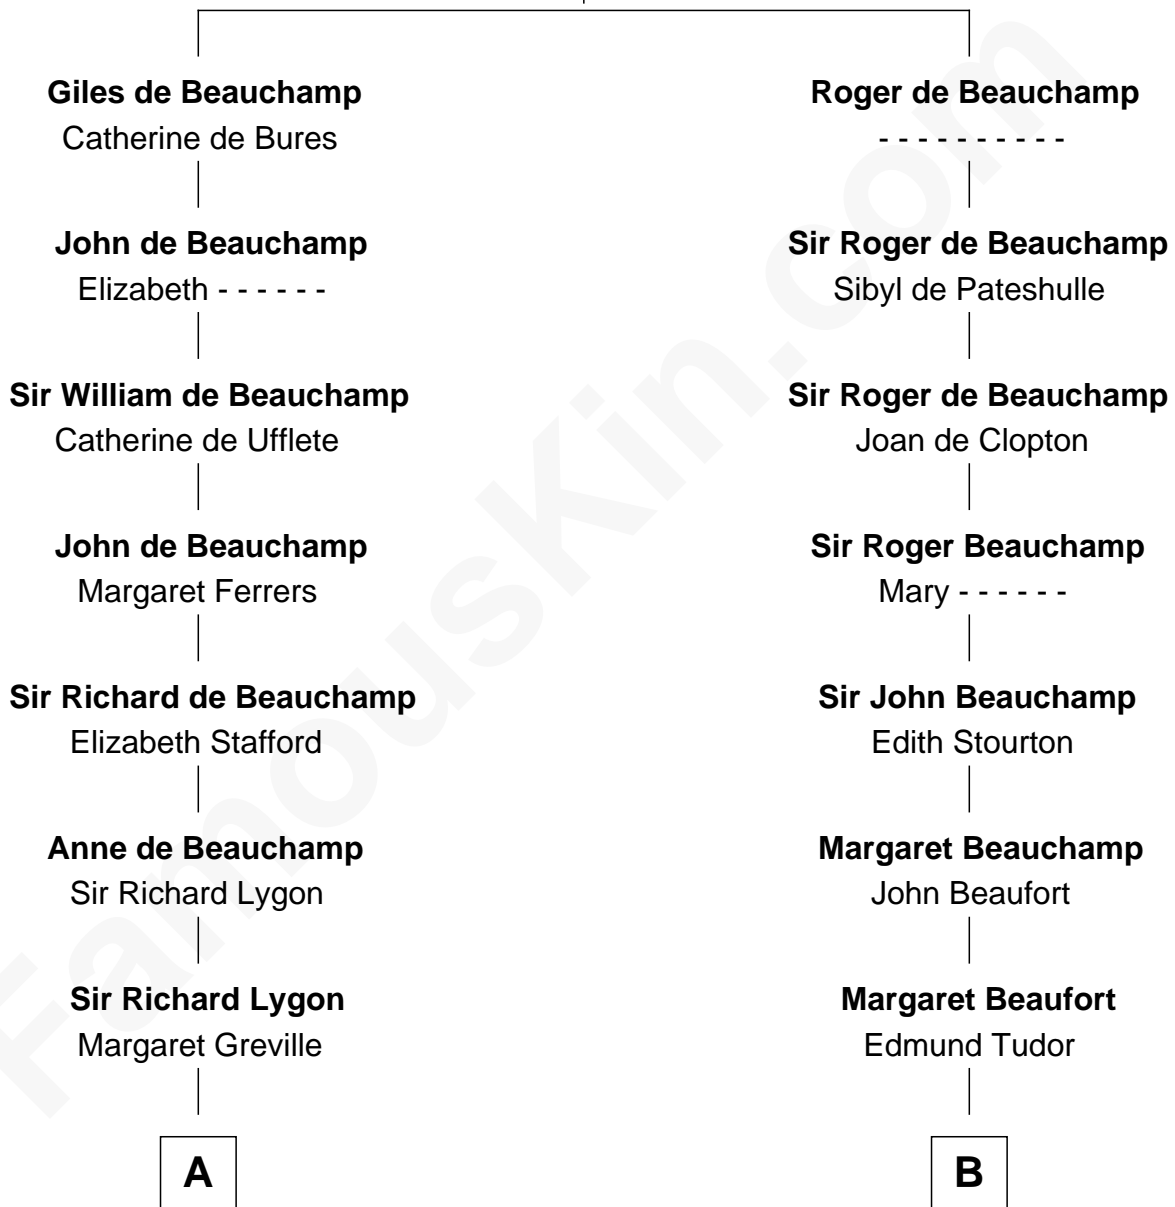 Giles de Beauchamp
Catherine de Bures
John de Beauchamp
Elizabeth - - - - - -
Sir William de Beauchamp
Catherine de Ufflete
John de Beauchamp
Margaret Ferrers
Sir Richard de Beauchamp
Elizabeth Stafford
Anne de Beauchamp
Sir Richard Lygon
Sir Richard Lygon
Margaret Greville
A
Roger de Beauchamp
- - - - - - - - - -
Sir Roger de Beauchamp
Sibyl de Pateshulle
Sir Roger de Beauchamp
Joan de Clopton
Sir Roger Beauchamp
Mary - - - - - -
Sir John Beauchamp
Edith Stourton
Margaret Beauchamp
John Beaufort
Margaret Beaufort
Edmund Tudor
B
FamousKin.com